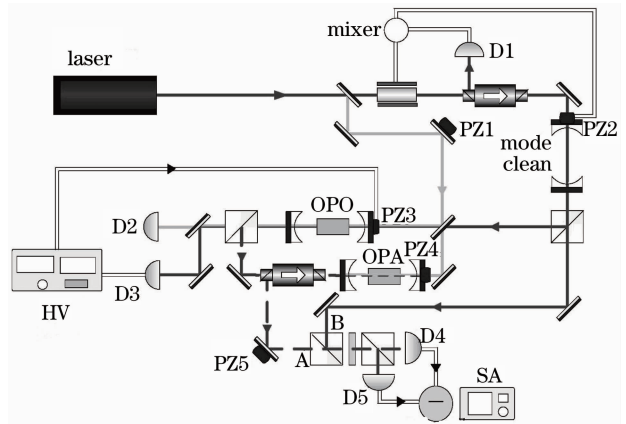 mixer
D1
laser
PZ1
PZ2
mode
clean
OPO
PZ3
D2
PZ4
OPA
D3
HV
B
D4
PZ5
A
D5
SA